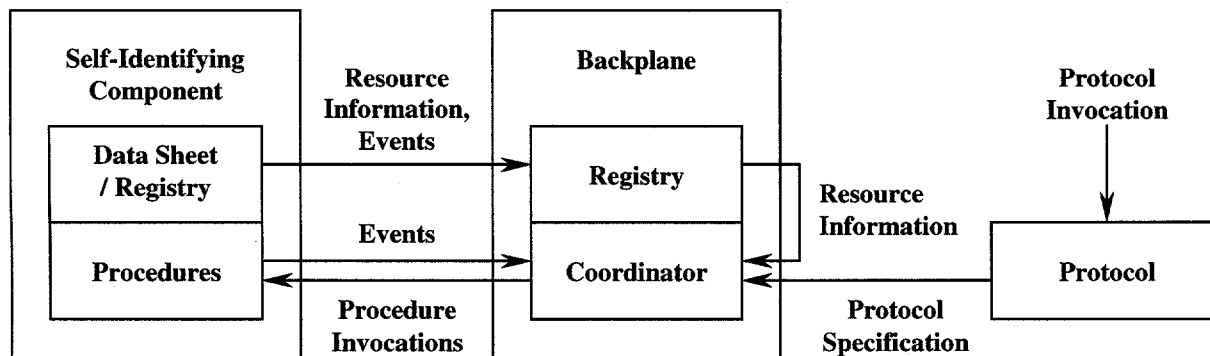 Self-Identifying
Component
Resource
Information,
Events
Backplane
Protocol
Invocation
Data Sheet
/ Registry
Registry
Resource
Information
Events
Procedures
Coordinator
Protocol
Procedure
Invocations
Protocol
Specification